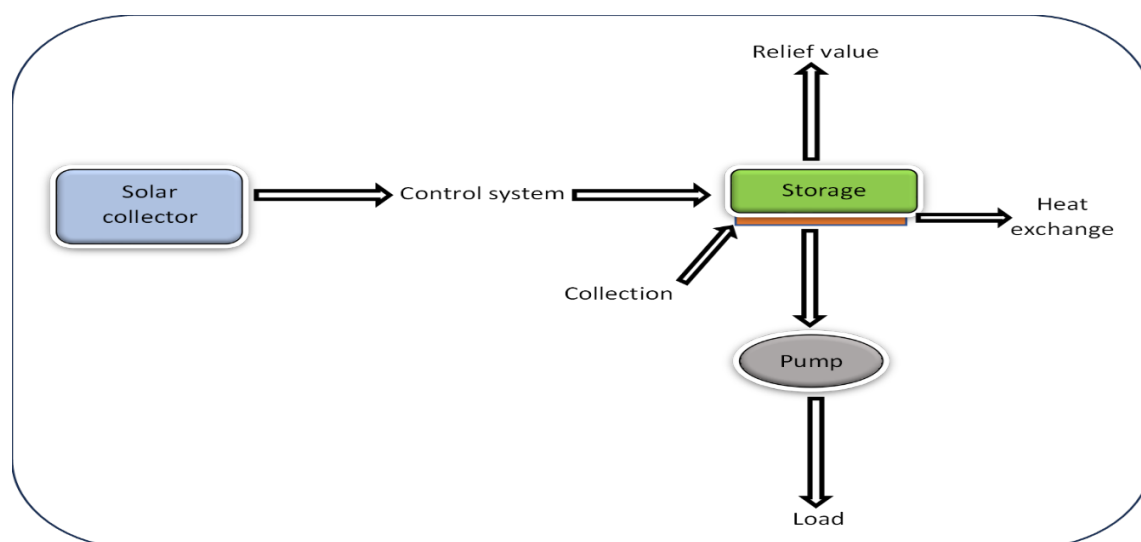 Relief value
Solar
collector
Control system
Storage
Heat
exchange
Collection
Pump
Load